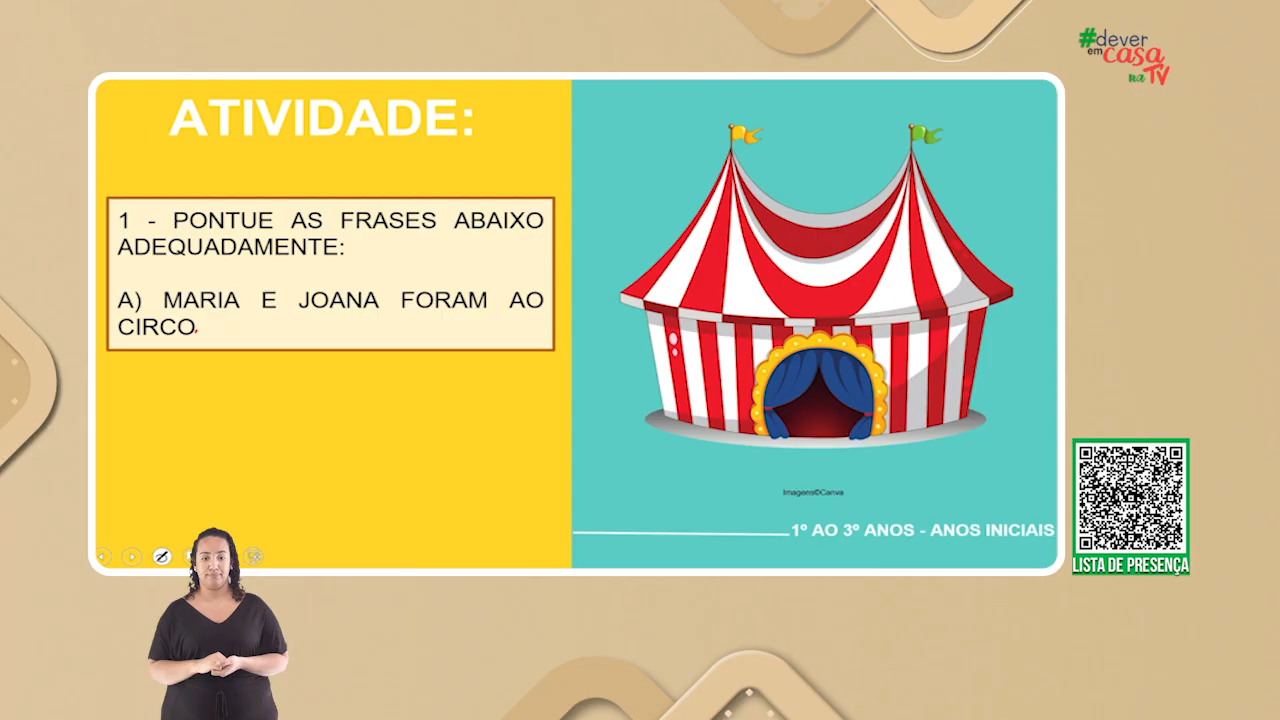 #dever
em casa
na TV
ATIVIDADE:
1 - PONTUE AS FRASES ABAIXO
ADEQUADAMENTE:
A) MARIA E JOANA FORAM AO
CIRCO.
Imagens©Canva
1º AO 3º ANOS - ANOS INICIAIS
LISTA DE PRESENÇA